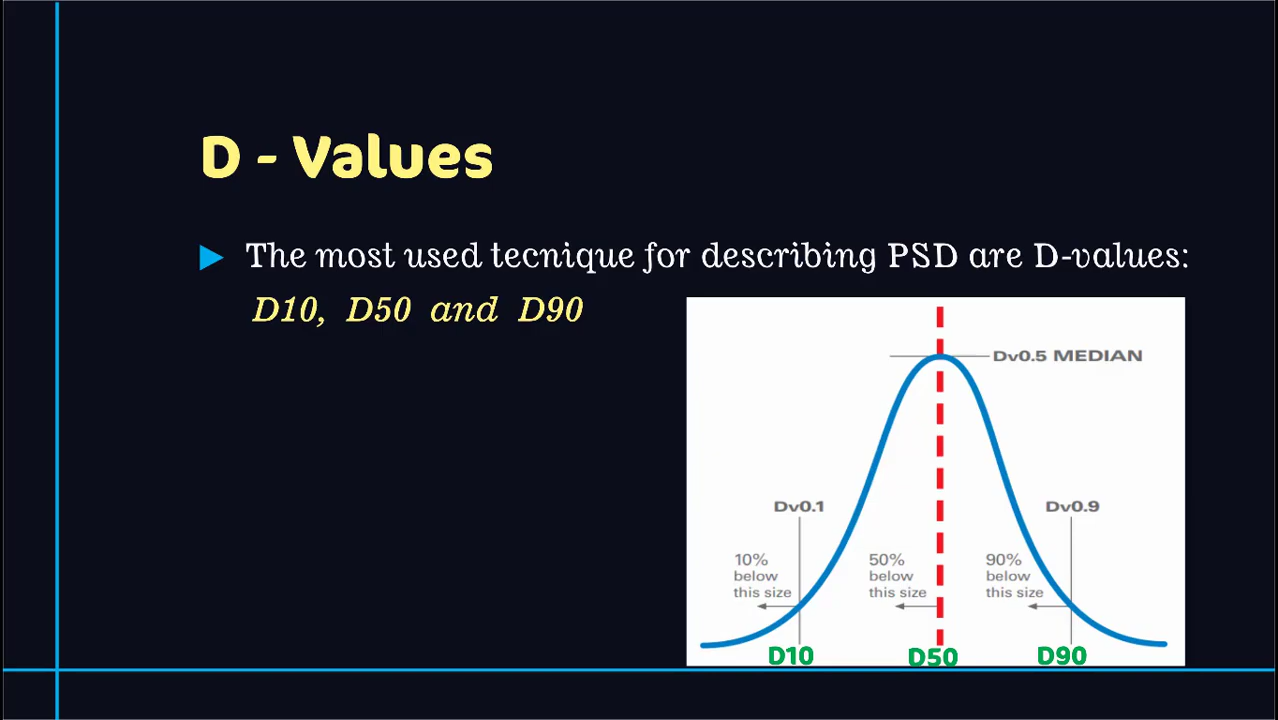 D - Values
The most used tecnique for describing PSD are D-values:
D10, D50 and D90
Dv0.5 MEDIAN
Dv0.1
Dv0.9
10%
below
this size
50%
below
this size
90%
below
this size
D10
D50
D90